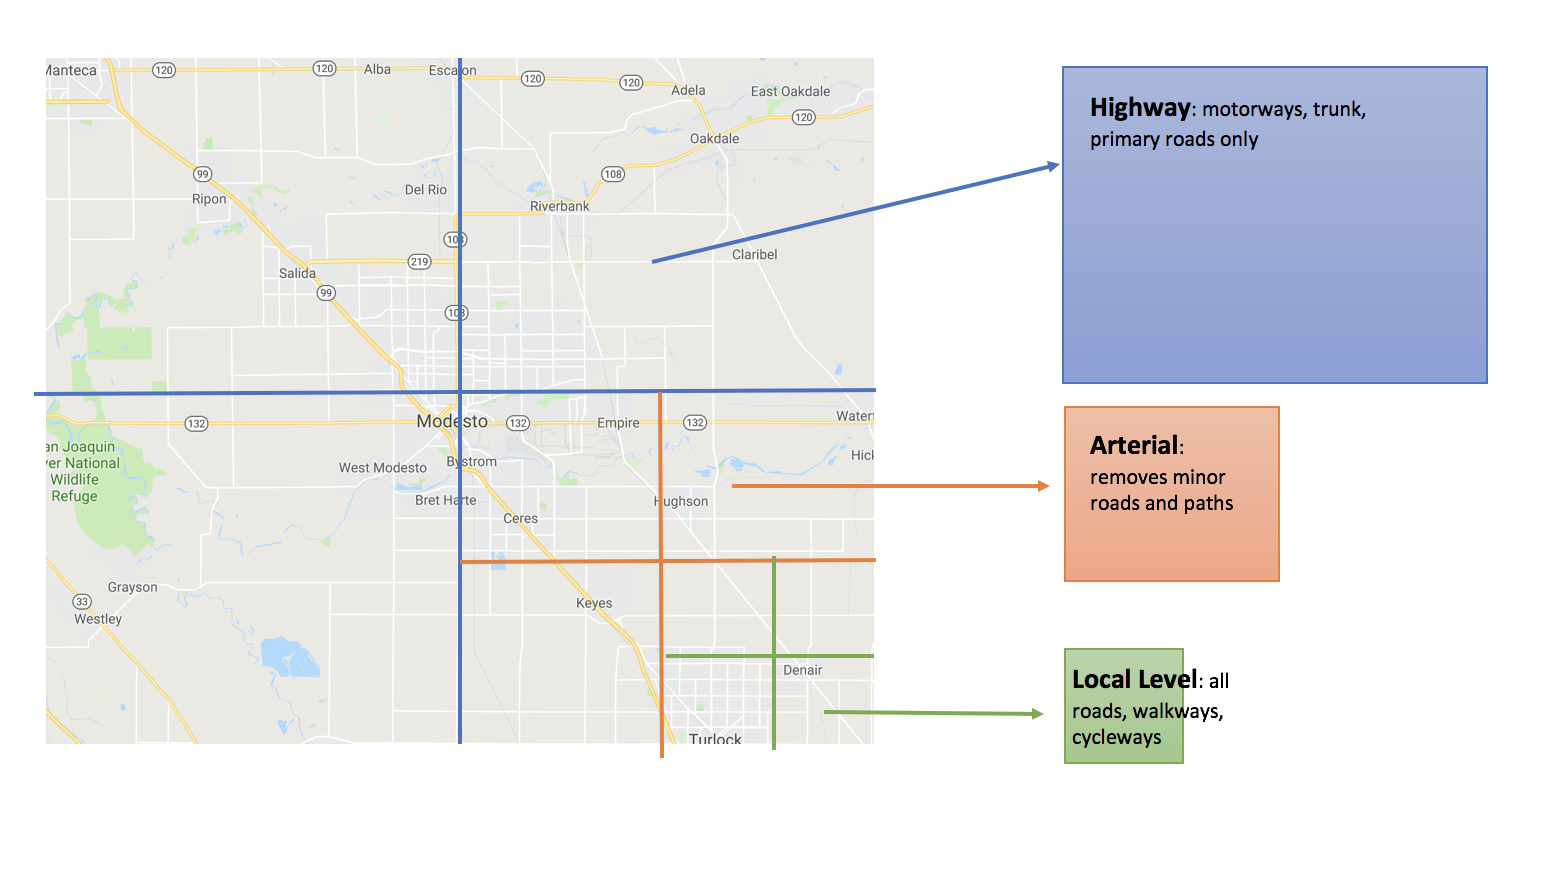 Manteca
120
120
Alba
Escalon
120
120
Adela
East Oakdale
120
Oakdale
99
Ripon
Del Rio
108
Riverbank
108
219
Salida
99
Claribel
108
132
Modesto
132
Empire
132
Water
an Joaquin
ver National
Wildlife
Refuge
West Modesto
Bystrom
Hick
Bret Harte
Hughson
Ceres
Grayson
33
Westley
Keyes
Denair
Turlock
Highway: motorways, trunk,
primary roads only
Arterial:
removes minor
roads and paths
Local Level: all
roads, walkways,
cycleways